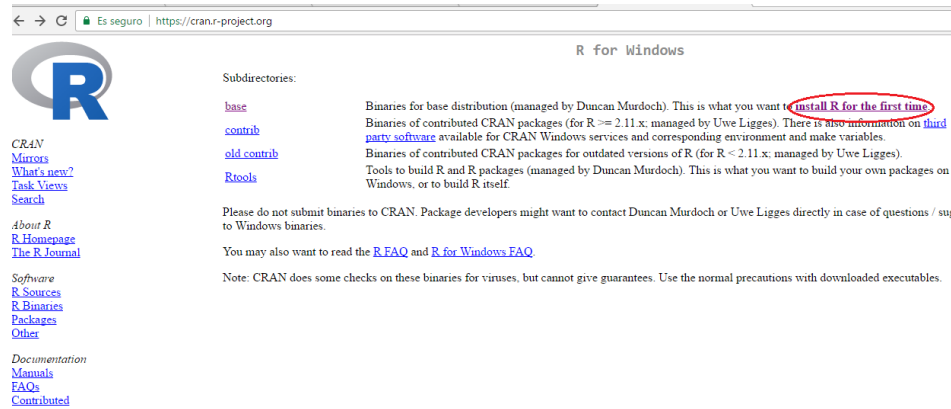 Es seguro | https://cran.r-project.org
R for Windows
R
Subdirectories:
base Binaries for base distribution (managed by Duncan Murdoch). This is what you want to install R for the first time.
contrib Binaries of contributed CRAN packages (for R >= 2.11.x; managed by Uwe Ligges). There is also information on third
party software available for CRAN Windows services and corresponding environment and make variables.
old contrib Binaries of contributed CRAN packages for outdated versions of R (for R < 2.11.x; managed by Uwe Ligges).
Rtools Tools to build R and R packages (managed by Duncan Murdoch). This is what you want to build your own packages on
Windows, or to build R itself.
Please do not submit binaries to CRAN. Package developers might want to contact Duncan Murdoch or Uwe Ligges directly in case of questions /
to Windows binaries.
You may also want to read the R FAQ and R for Windows FAQ.
Note: CRAN does some checks on these binaries for viruses, but cannot give guarantees. Use the normal precautions with downloaded executables.
CRAN
Mirrors
What's new?
Task Views
Search
About R
R Homepage
The R Journal
Software
R Sources
R Binaries
Packages
Other
Documentation
Manuals
FAQs
Contributed